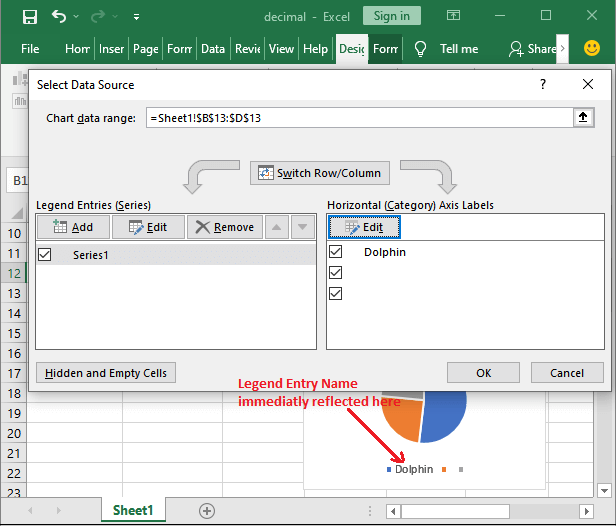 decimal - Excel
Sign in
File
Hom
Inser
Page
Form
Data
Revie
View
Help
Desig
Form
Tell me
Share
Select Data Source
?
Chart data range:
=Sheet1!$B$13:$D$13
Switch Row/Column
Legend Entries (Series)
Add
Edit
Remove
Series1
Horizontal (Category) Axis Labels
Edit
Dolphin
Hidden and Empty Cells
OK
Cancel
B1
10
11
12
13
14
15
16
17
18
19
20
21
22
23
Legend Entry Name
immediatly reflected here
Dolphin
Sheet1